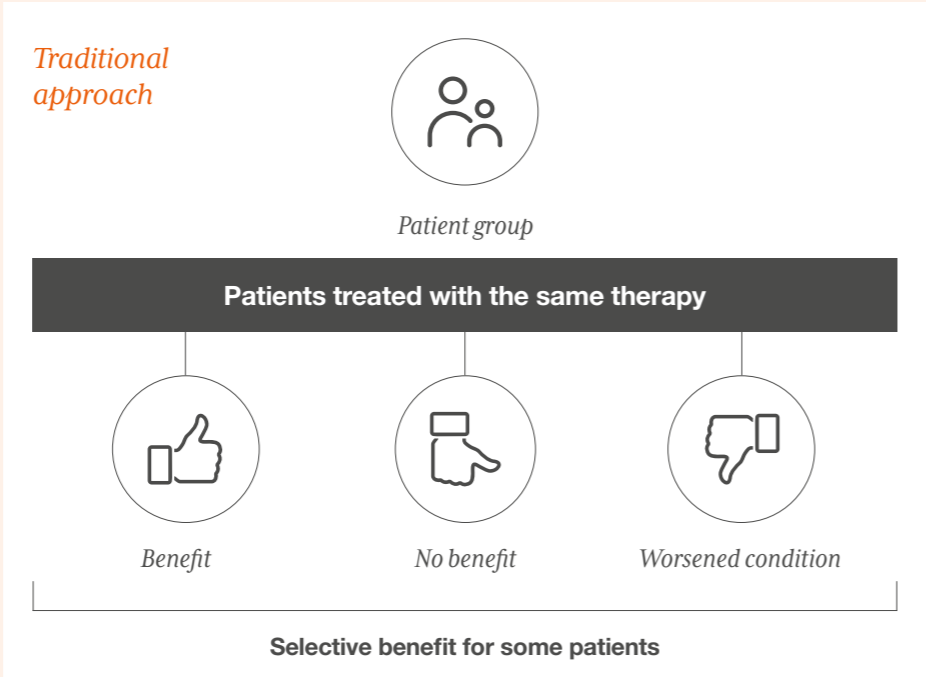 Traditional
approach
Patient group
Patients treated with the same therapy
Benefit
No benefit
Worsened condition
Selective benefit for some patients